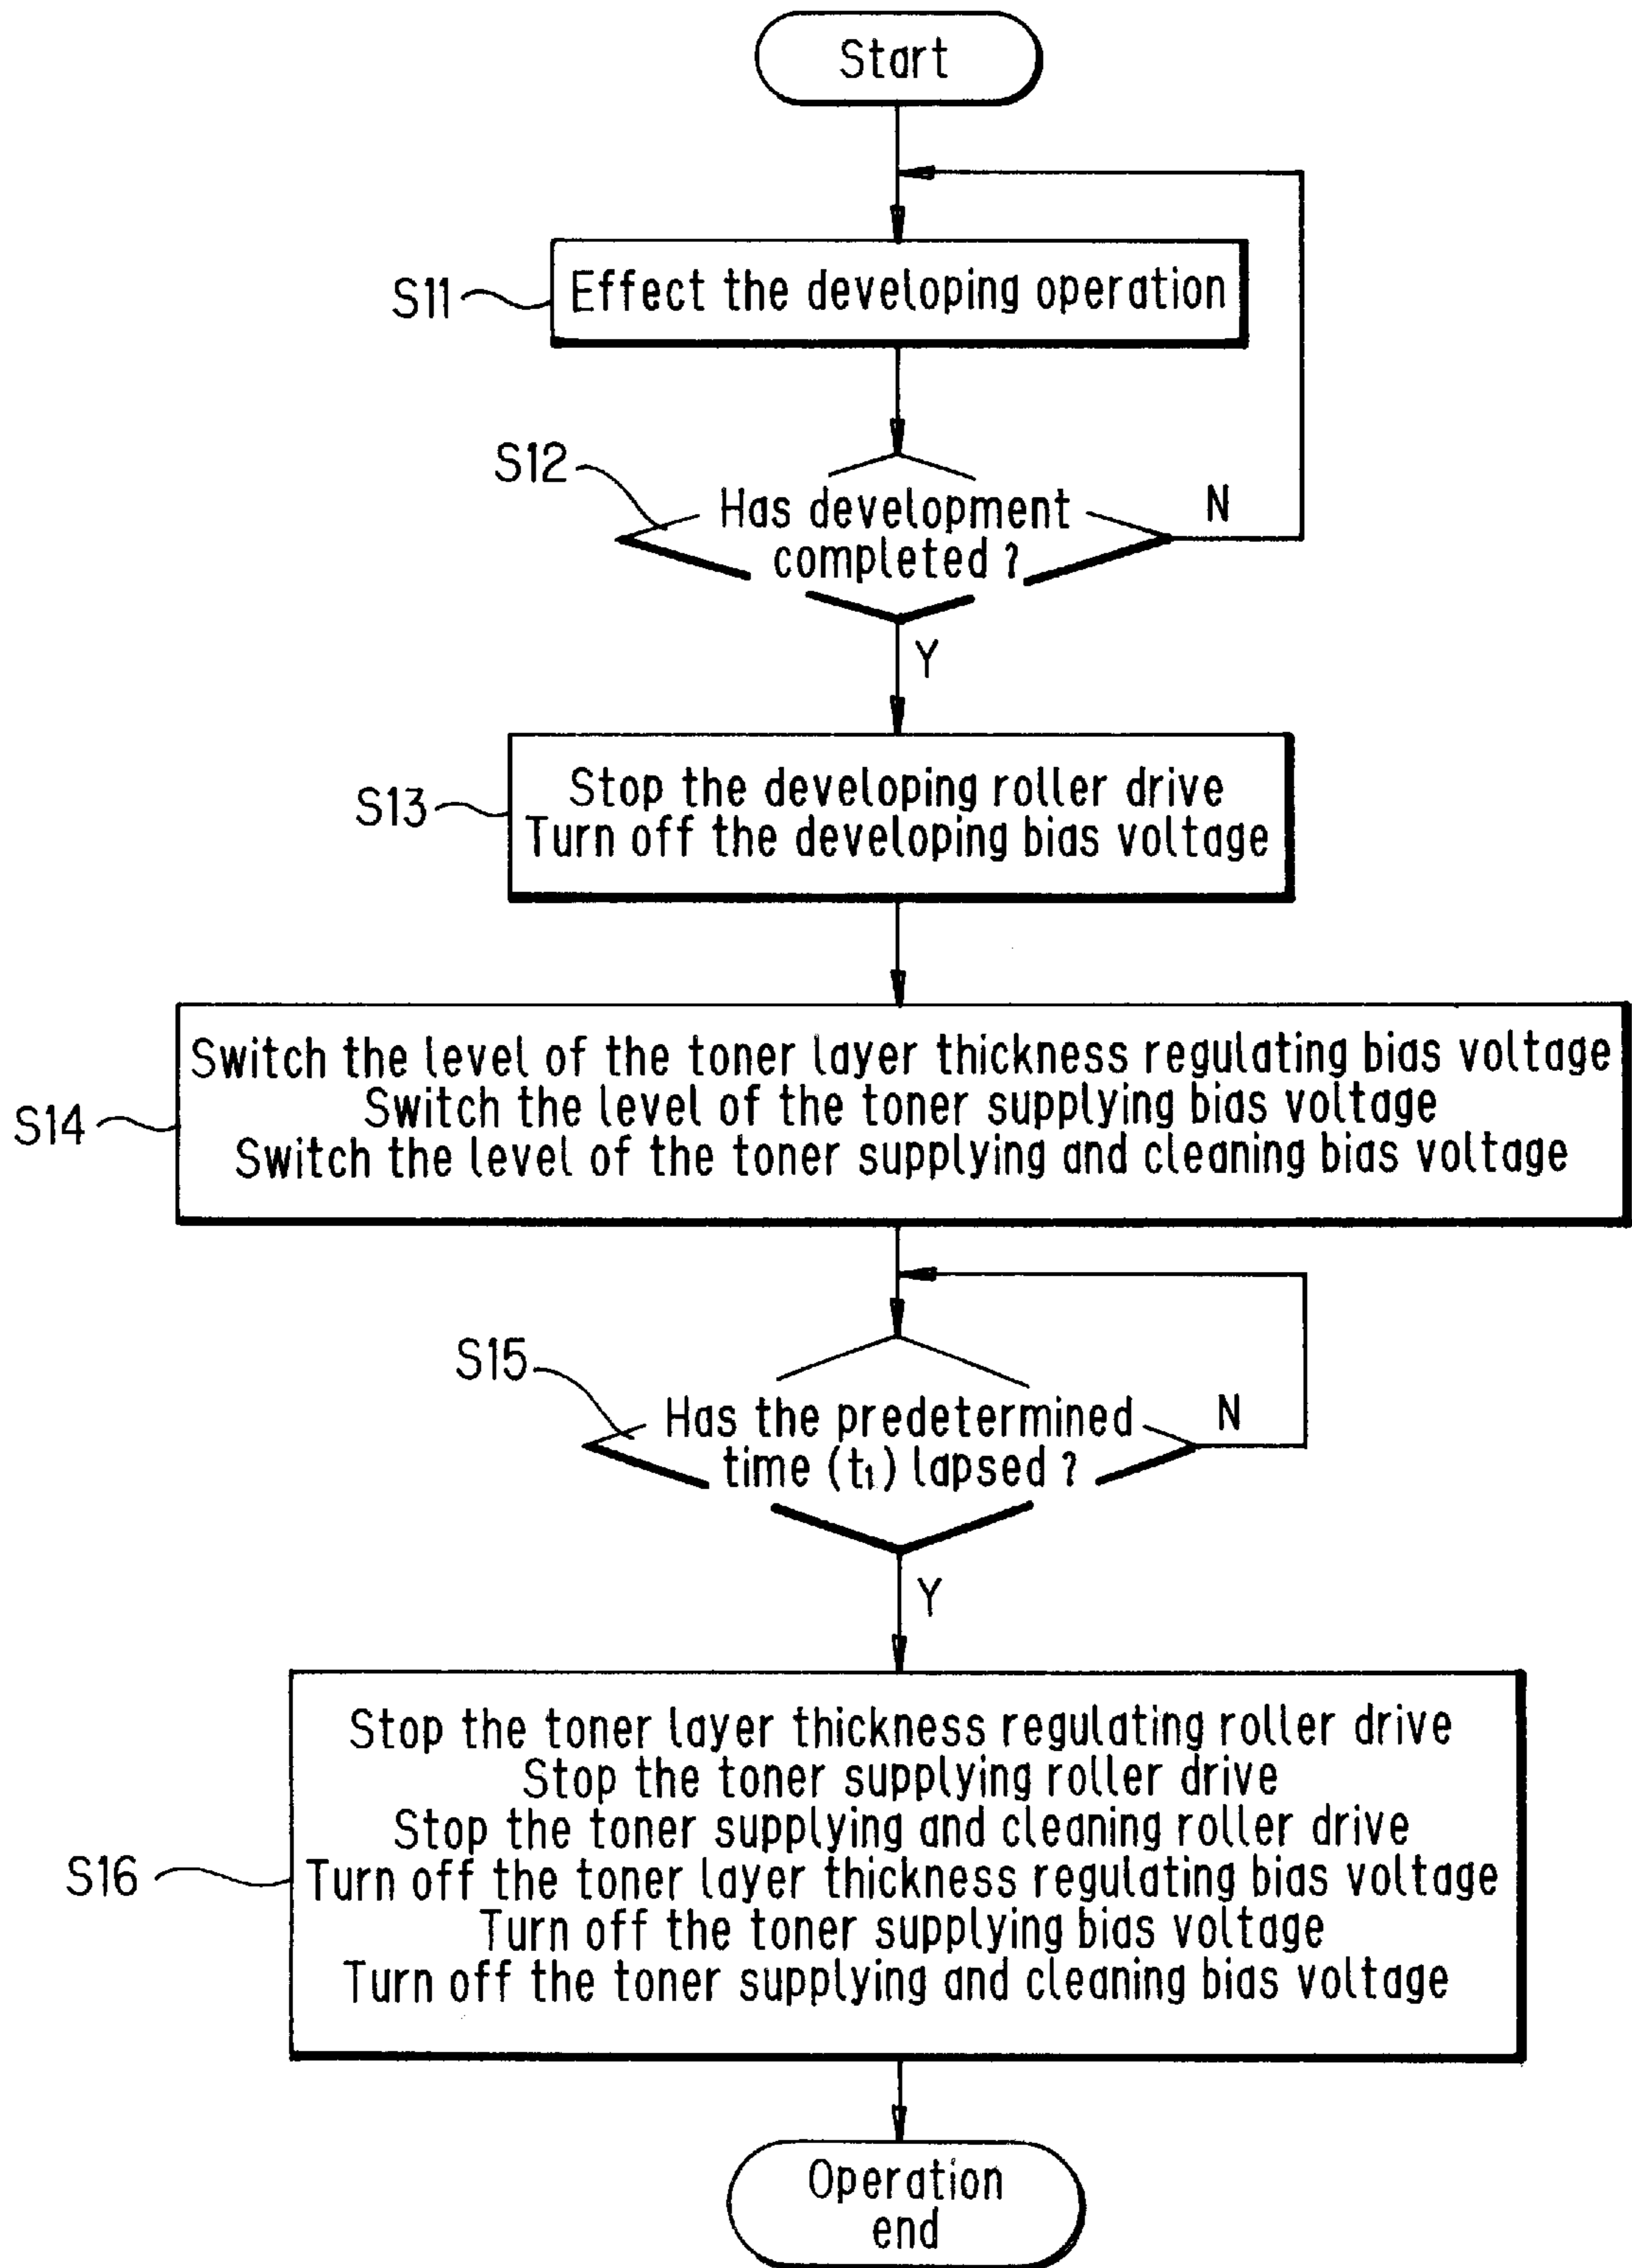 Start
S11
Effect the developing operation
S12
Has development
completed ?
N
Y
S13
Stop the developing roller drive
Turn off the developing bias voltage
S14
Switch the level of the toner layer thickness regulating bias voltage
Switch the level of the toner supplying bias voltage
Switch the level of the toner supplying and cleaning bias voltage
S15
Has the predetermined
time (t₁) lapsed ?
N
Y
S16
Stop the toner layer thickness regulating roller drive
Stop the toner supplying roller drive
Stop the toner supplying and cleaning roller drive
Turn off the toner layer thickness regulating bias voltage
Turn off the toner supplying bias voltage
Turn off the toner supplying and cleaning bias voltage
Operation
end